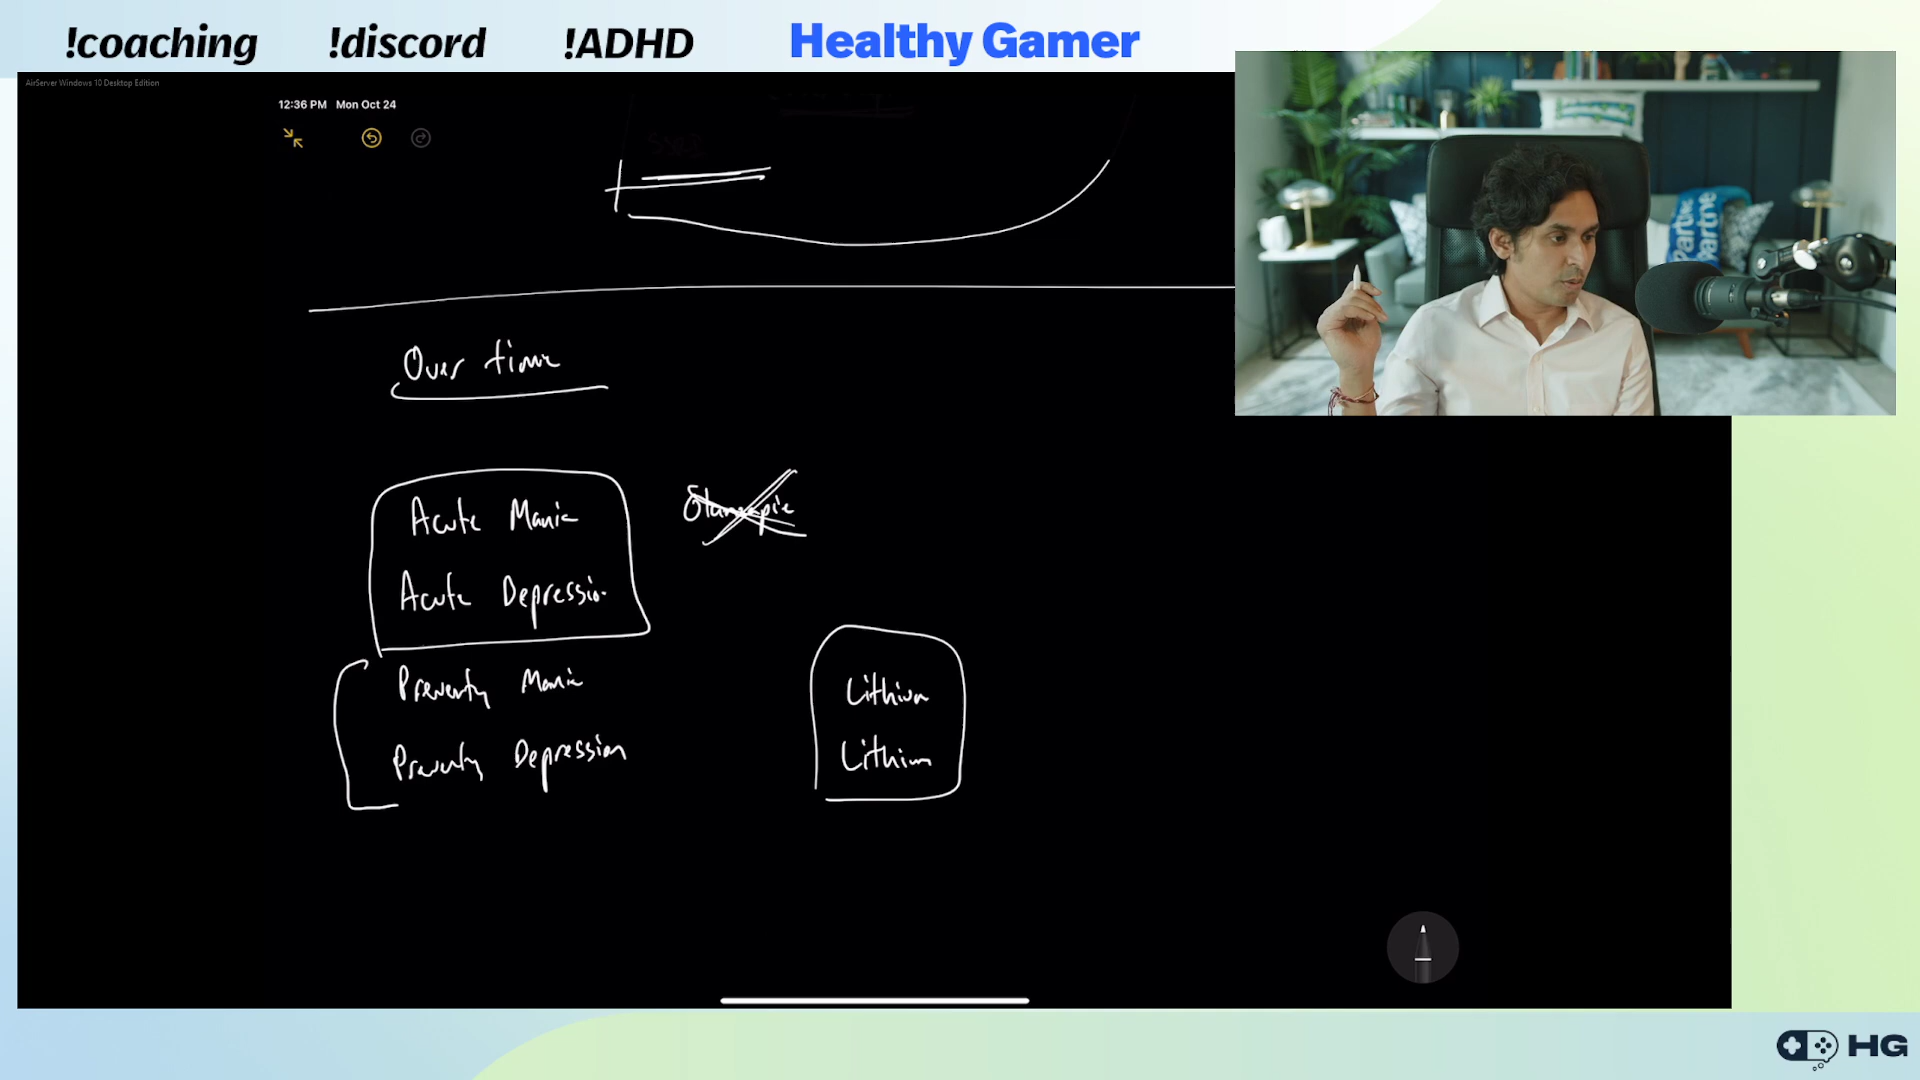 !coaching !discord !ADHD Healthy Gamer
AirServer Windows 10 Desktop Edition
12:36 PM Mon Oct 24
Over time
Acute Mania
Acute Depression
Preventing Mania
Preventing Depression
Lithium
Lithium
HG